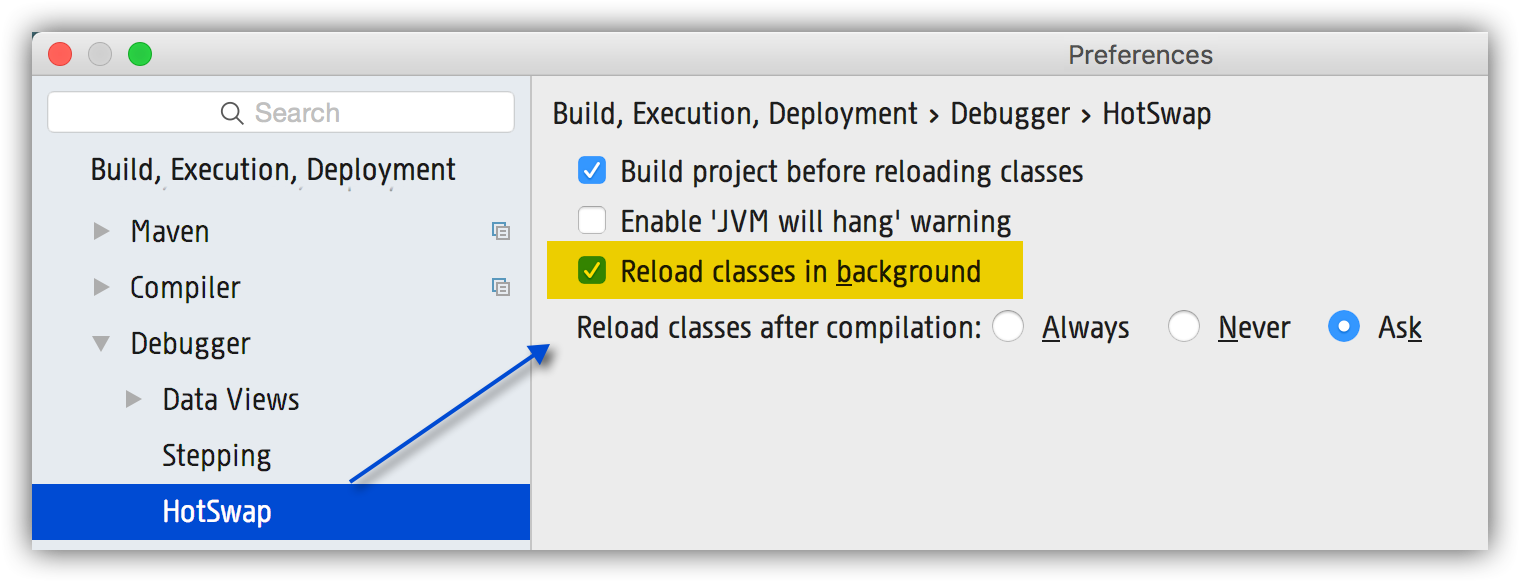 Preferences
Search
Build, Execution, Deployment
Maven
Compiler
Debugger
Data Views
Stepping
HotSwap
Build, Execution, Deployment › Debugger › HotSwap
Build project before reloading classes
Enable 'JVM will hang' warning
Reload classes in background
Reload classes after compilation: Always Never Ask